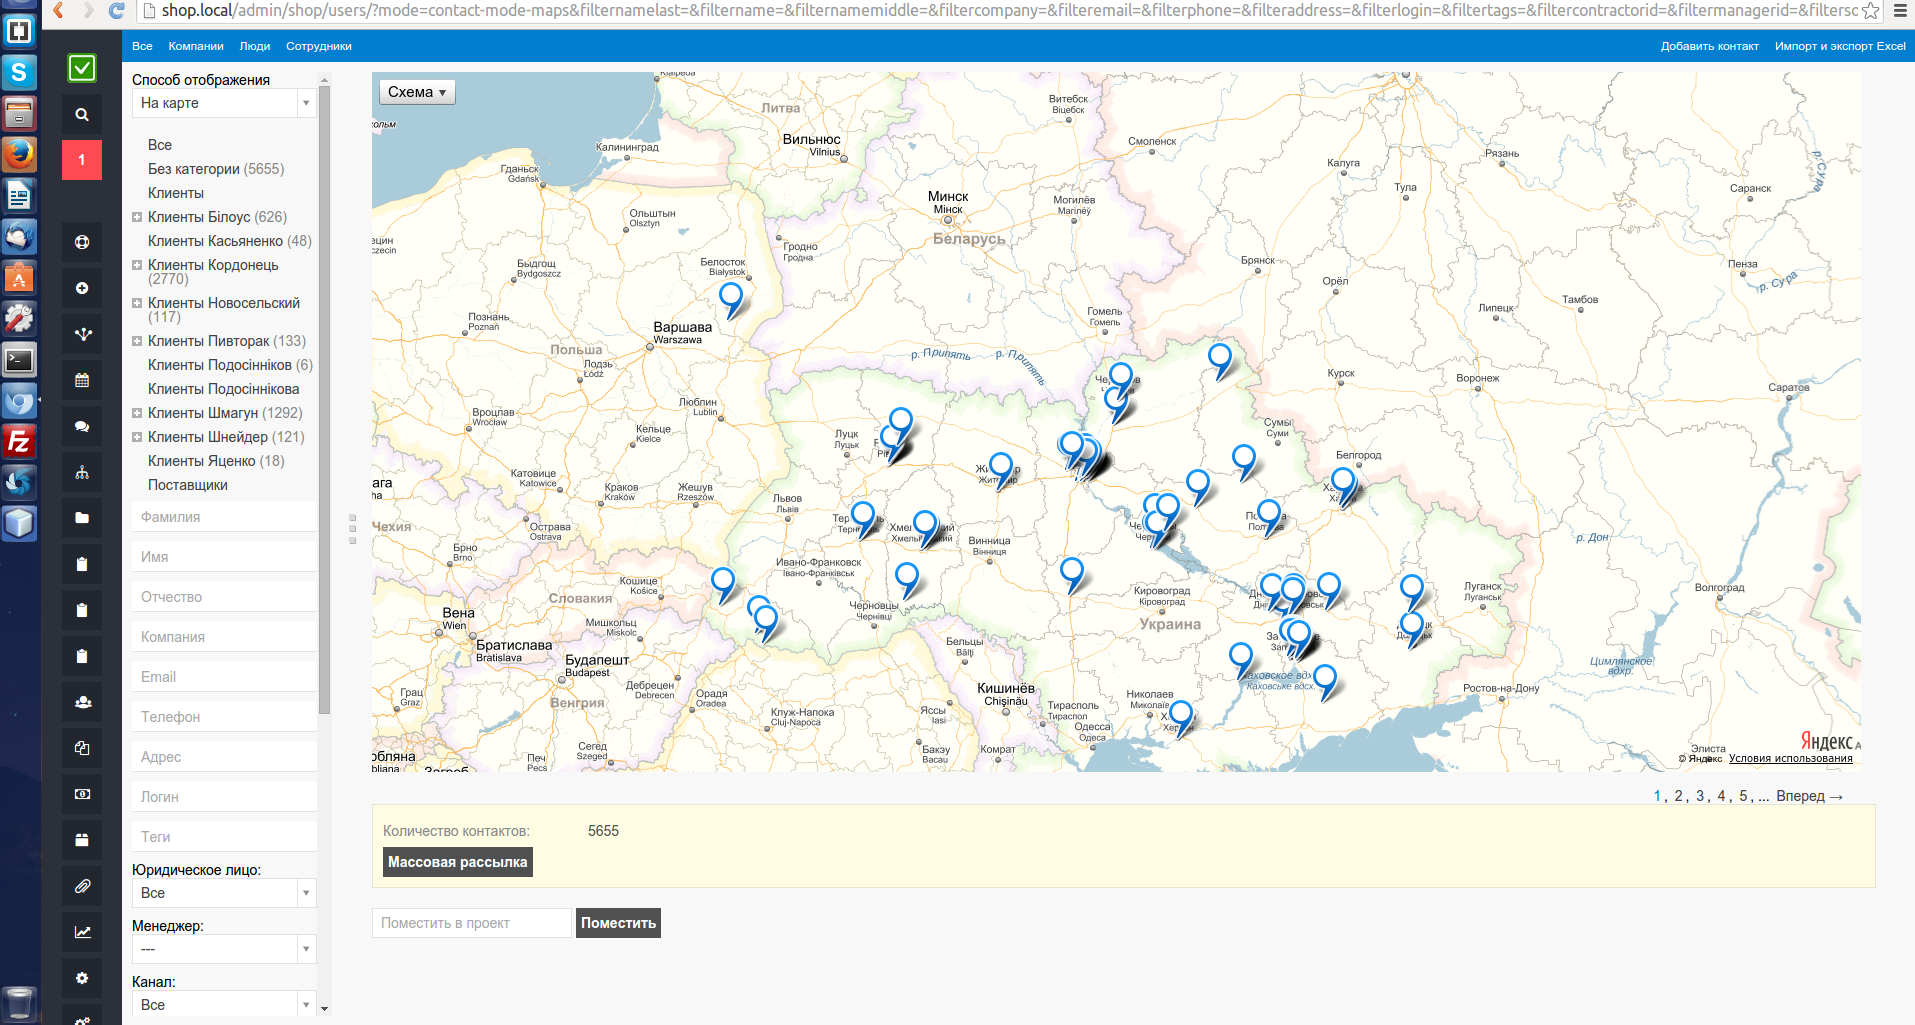 shop.local/admin/shop/users/?mode=contact-mode-maps&filternamelast=&filtername=&filternamemiddle=&filtercompany=&filteremail=&filterphone=&filteraddress=&filterlogin=&filtertags=&filtercontractorid=&filtermanagerid=&filtersc
Все Компании Люди Сотрудники
Добавить контакт Импорт и экспорт Excel
1
Способ отображения
На карте
Все
Без категории (5655)
Клиенты
Клиенты Білоус (626)
Клиенты Касьяненко (48)
Клиенты Кордонець
(2770)
Клиенты Новосельский
(117)
Клиенты Пивторак (133)
Клиенты Подосінніков (6)
Клиенты Подосіннікова
Клиенты Шмагун (1292)
Клиенты Шнейдер (121)
Клиенты Яценко (18)
Поставщики
Фамилия
Имя
Отчество
Компания
Email
Телефон
Адрес
Логин
Теги
Юридическое лицо:
Все
Менеджер:
---
Канал:
Все
Схема
Литва
Вильнюс
Vilnius
Витебск
Віцебск
Смоленск
Калининград
Гданьск
Gdańsk
Ольштын
Olsztyn
Минск
Мінск
Беларусь
Могилёв
Магілёў
Калуга
Тула
Рязань
Саранск
р. Сура
Пенза
р. Сура
Гродно
Гродна
Белосток
Białystok
Быдгощ
Bydgoszcz
Брянск
Орёл
Липецк
Тамбов
Познань
Poznań
Варшава
Warszawa
Польша
Лодзь
Łódź
Гомель
Гомель
р. Припять
р. Припять
Курск
Воронеж
Саратов
Люблин
Lublin
Вроцлав
Wrocław
Кельце
Kielce
Луцк
Луцьк
Сумы
Суми
Белгород
Катовице
Katowice
Краков
Kraków
Жешув
Rzeszów
Львов
Львів
Острава
Ostrava
Чехия
Брно
Brno
Винница
Вінниця
Ивано-Франковск
Івано-Франківськ
Кошице
Košice
Словакия
Черновцы
Чернівці
Кировоград
Кіровоград
Украина
Луганск
Луганськ
р. Дон
Волгоград
Вена
Wien
Братислава
Bratislava
Мишкольц
Miskolc
Будапешт
Budapest
Дебрецен
Debrecen
Венгрия
Грац
Graz
Орадя
Oradea
Клуж-Напока
Cluj-Napoca
Бельцы
Bălți
Кишинёв
Chişinău
Яссы
Iasi
Тирасполь
Тирасполь
Николаев
Одесса
Одеса
Ростов-на-Дону
Цимлянское
вдхр.
Печ
Pecs
Сегед
Szeged
Бакэу
Bacau
Комрат
Элиста
Яндекс
© Яндекс Условия использования
1, 2, 3, 4, 5, ... Вперед →
Количество контактов: 5655
Массовая рассылка
Поместить в проект Поместить